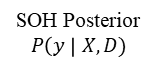 SOH Posterior
P(y | X, D)